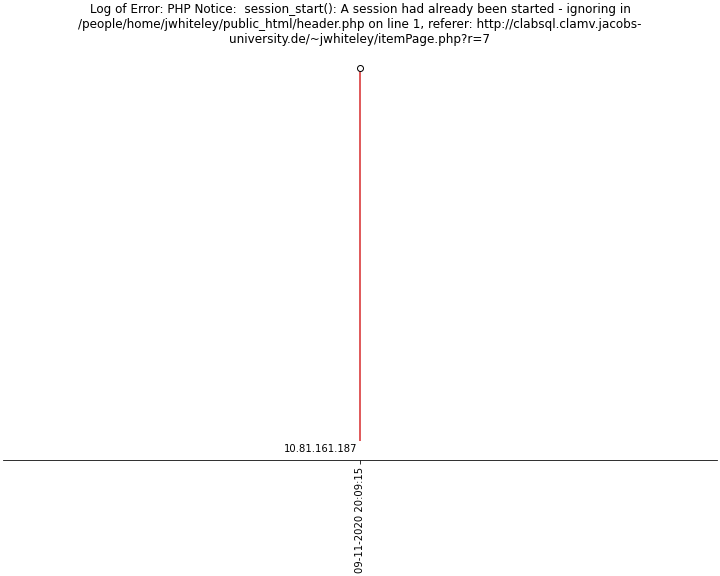 Log of Error: PHP Notice:  session_start(): A session had already been started - ignoring in
/people/home/jwhiteley/public_html/header.php on line 1, referer: http://clabsql.clamv.jacobs-
university.de/~jwhiteley/itemPage.php?r=7
10.81.161.187
09-11-2020 20:09:15